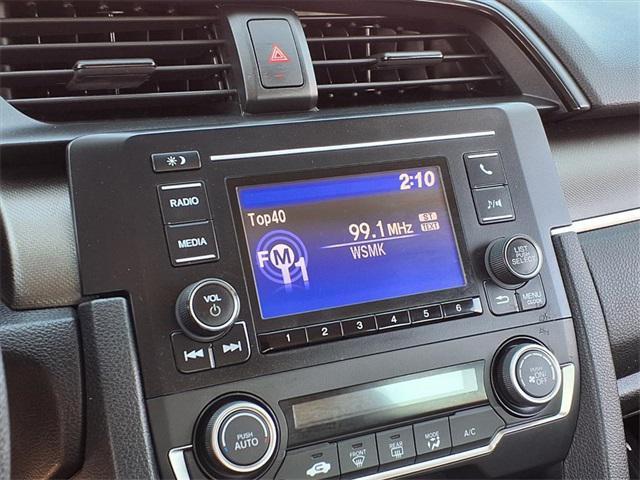 2:10
RADIO
MEDIA
Top40
99.1 MHz
ST
TEXT
WSMK
FM1
VOL
LIST
SELECT
PUSH
MENU
CLOCK
1 2 3 4 5 6
PUSH
AUTO
FRONT
REAR
MODE
A/C
PUSH
ON/
OFF